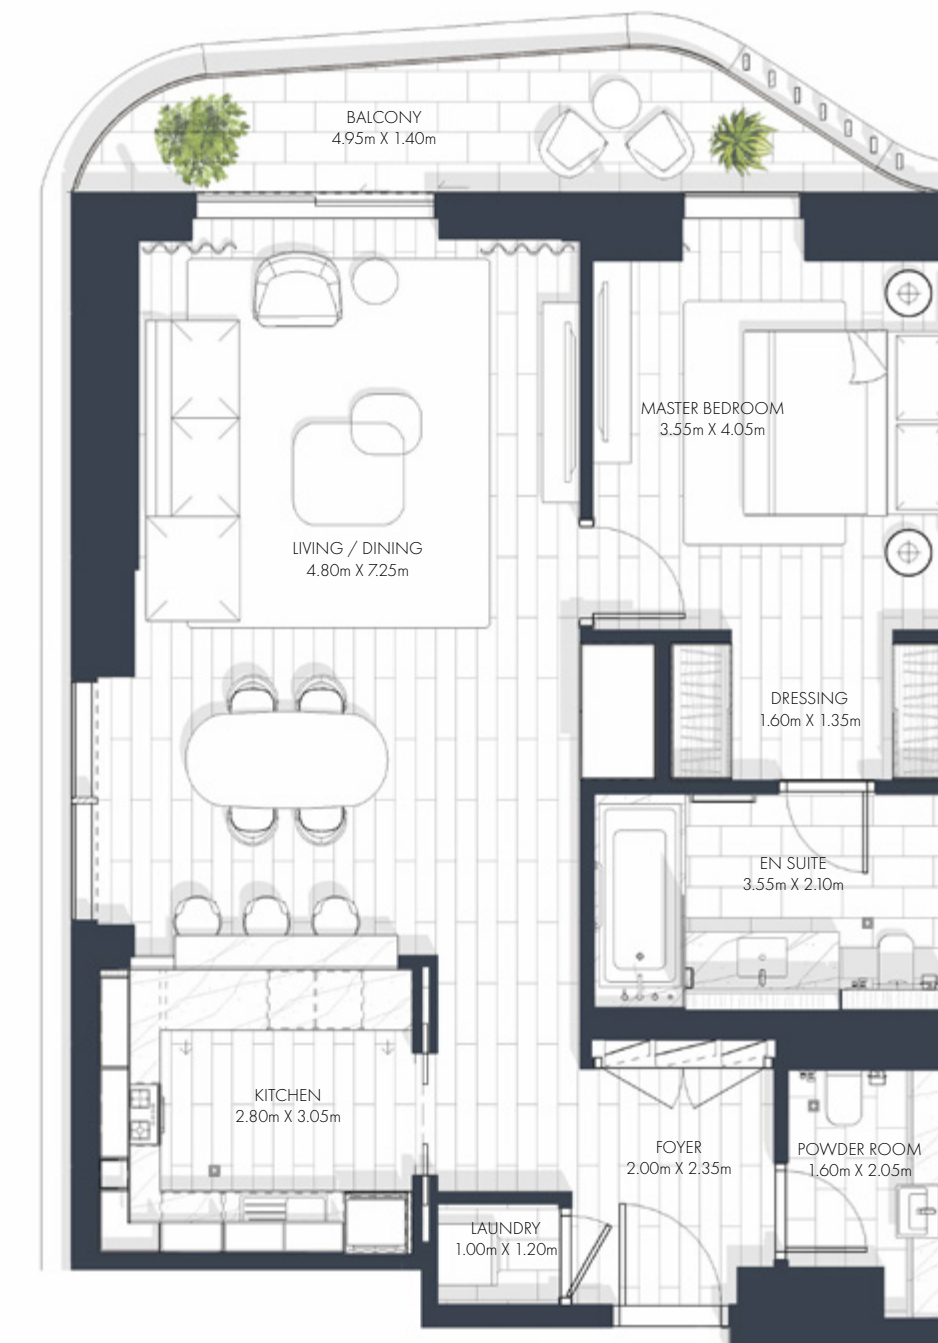 BALCONY
4.95m X 1.40m
MASTER BEDROOM
3.55m X 4.05m
LIVING / DINING
4.80m X 7.25m
DRESSING
1.60m X 1.35m
EN SUITE
3.55m X 2.10m
KITCHEN
2.80m X 3.05m
FOYER
2.00m X 2.35m
POWDER ROOM
1.60m X 2.05m
LAUNDRY
1.00m X 1.20m